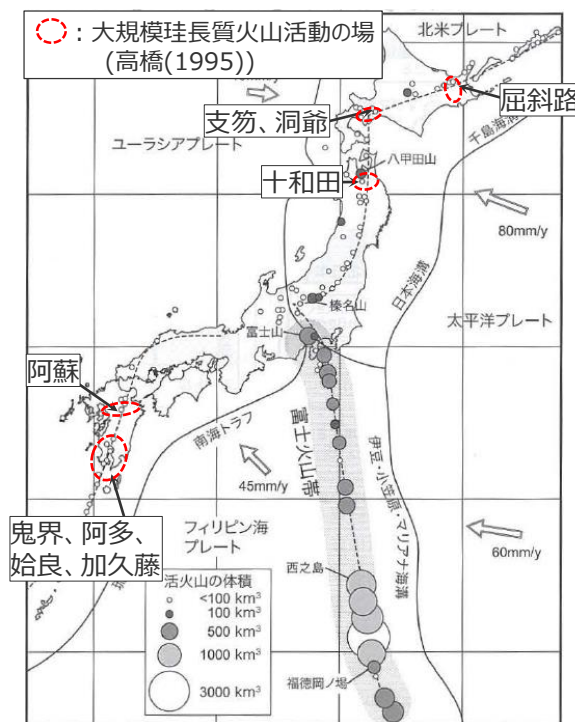 ：大規模珪長質火山活動の場
(高橋(1995))
北米プレート
屈斜路
支笏、洞爺
ユーラシアプレート
千島海溝
八甲田山
十和田
80mm/y
日本海溝
榛名山
太平洋プレート
富士山
阿蘇
南海トラフ
富士火山帯
伊豆・小笠原・マリアナ海溝
45mm/y
鬼界、阿多、
姶良、加久藤
フィリピン海
プレート
60mm/y
西之島
活火山の体積
<100 km³
100 km³
500 km³
1000 km³
3000 km³
福徳岡ノ場